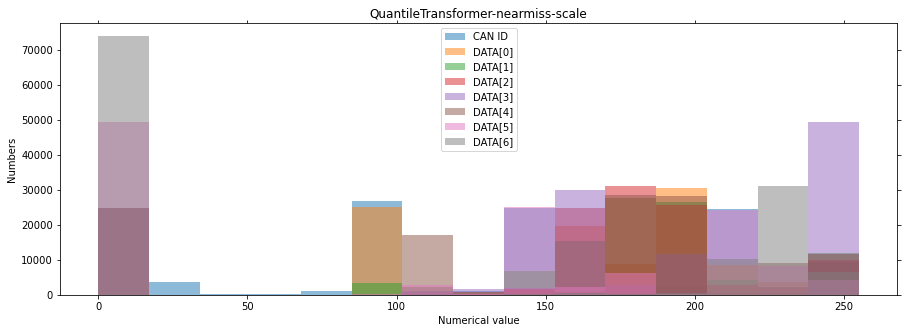 QuantileTransformer-nearmiss-scale
CAN ID
DATA[0]
DATA[1]
DATA[2]
DATA[3]
DATA[4]
DATA[5]
DATA[6]
70000
60000
50000
40000
30000
20000
10000
0
Numbers
0 50 100 150 200 250
Numerical value